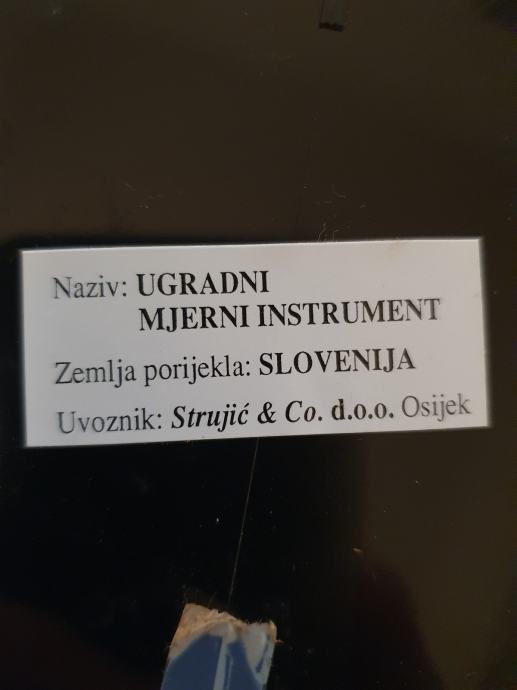 Naziv: UGRADNI
MJERNI INSTRUMENT
Zemlja porijekla: SLOVENIJA
Uvoznik: Strujić & Co. d.o.o. Osijek